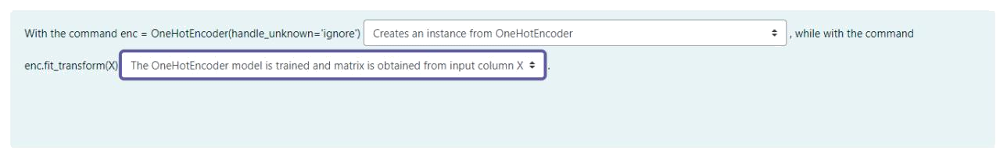 With the command enc = OneHotEncoder(handle_unknown='ignore') Creates an instance from OneHotEncoder , while with the command
enc.fit_transform(X) The OneHotEncoder model is trained and matrix is obtained from input column X .